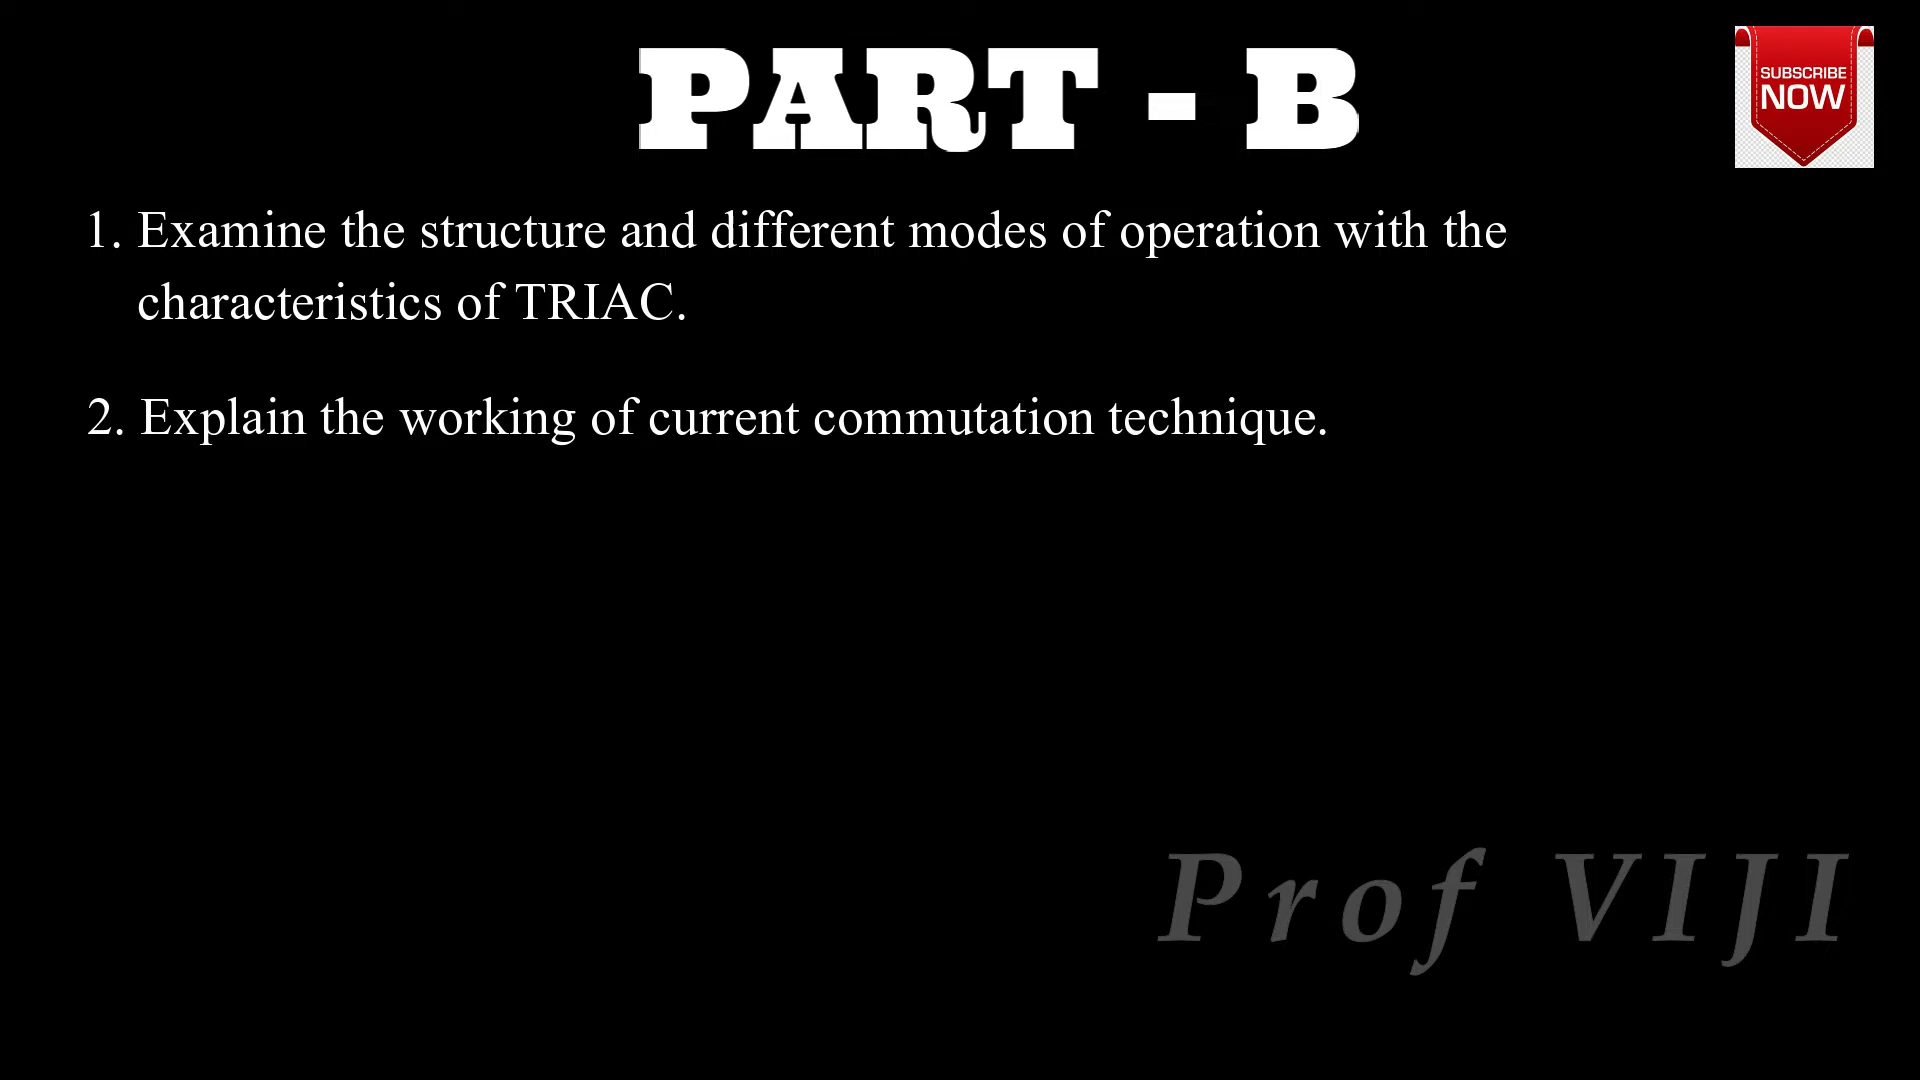 PART - B
SUBSCRIBE
NOW
1. Examine the structure and different modes of operation with the
characteristics of TRIAC.
2. Explain the working of current commutation technique.
Prof VIJI